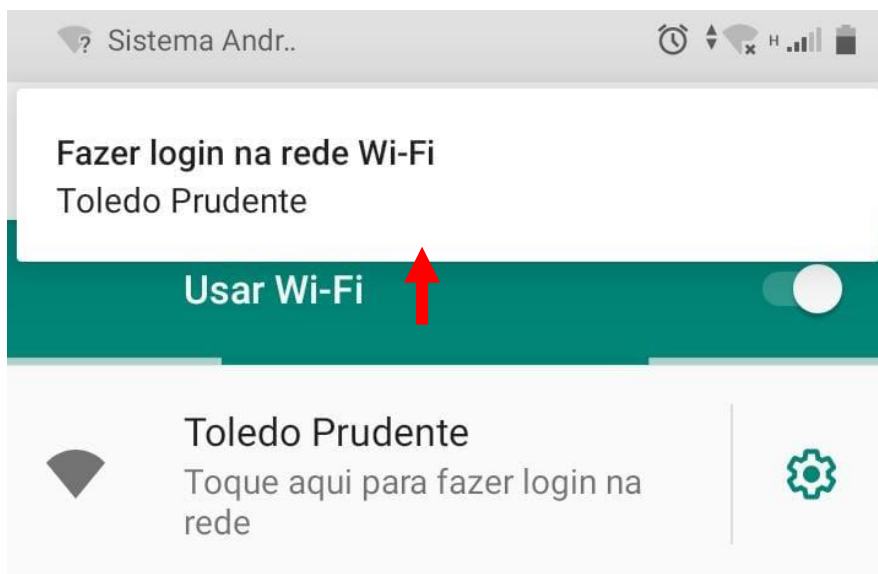 Sistema Andr..
H
Fazer login na rede Wi-Fi
Toledo Prudente
Usar Wi-Fi
Toledo Prudente
Toque aqui para fazer login na
rede